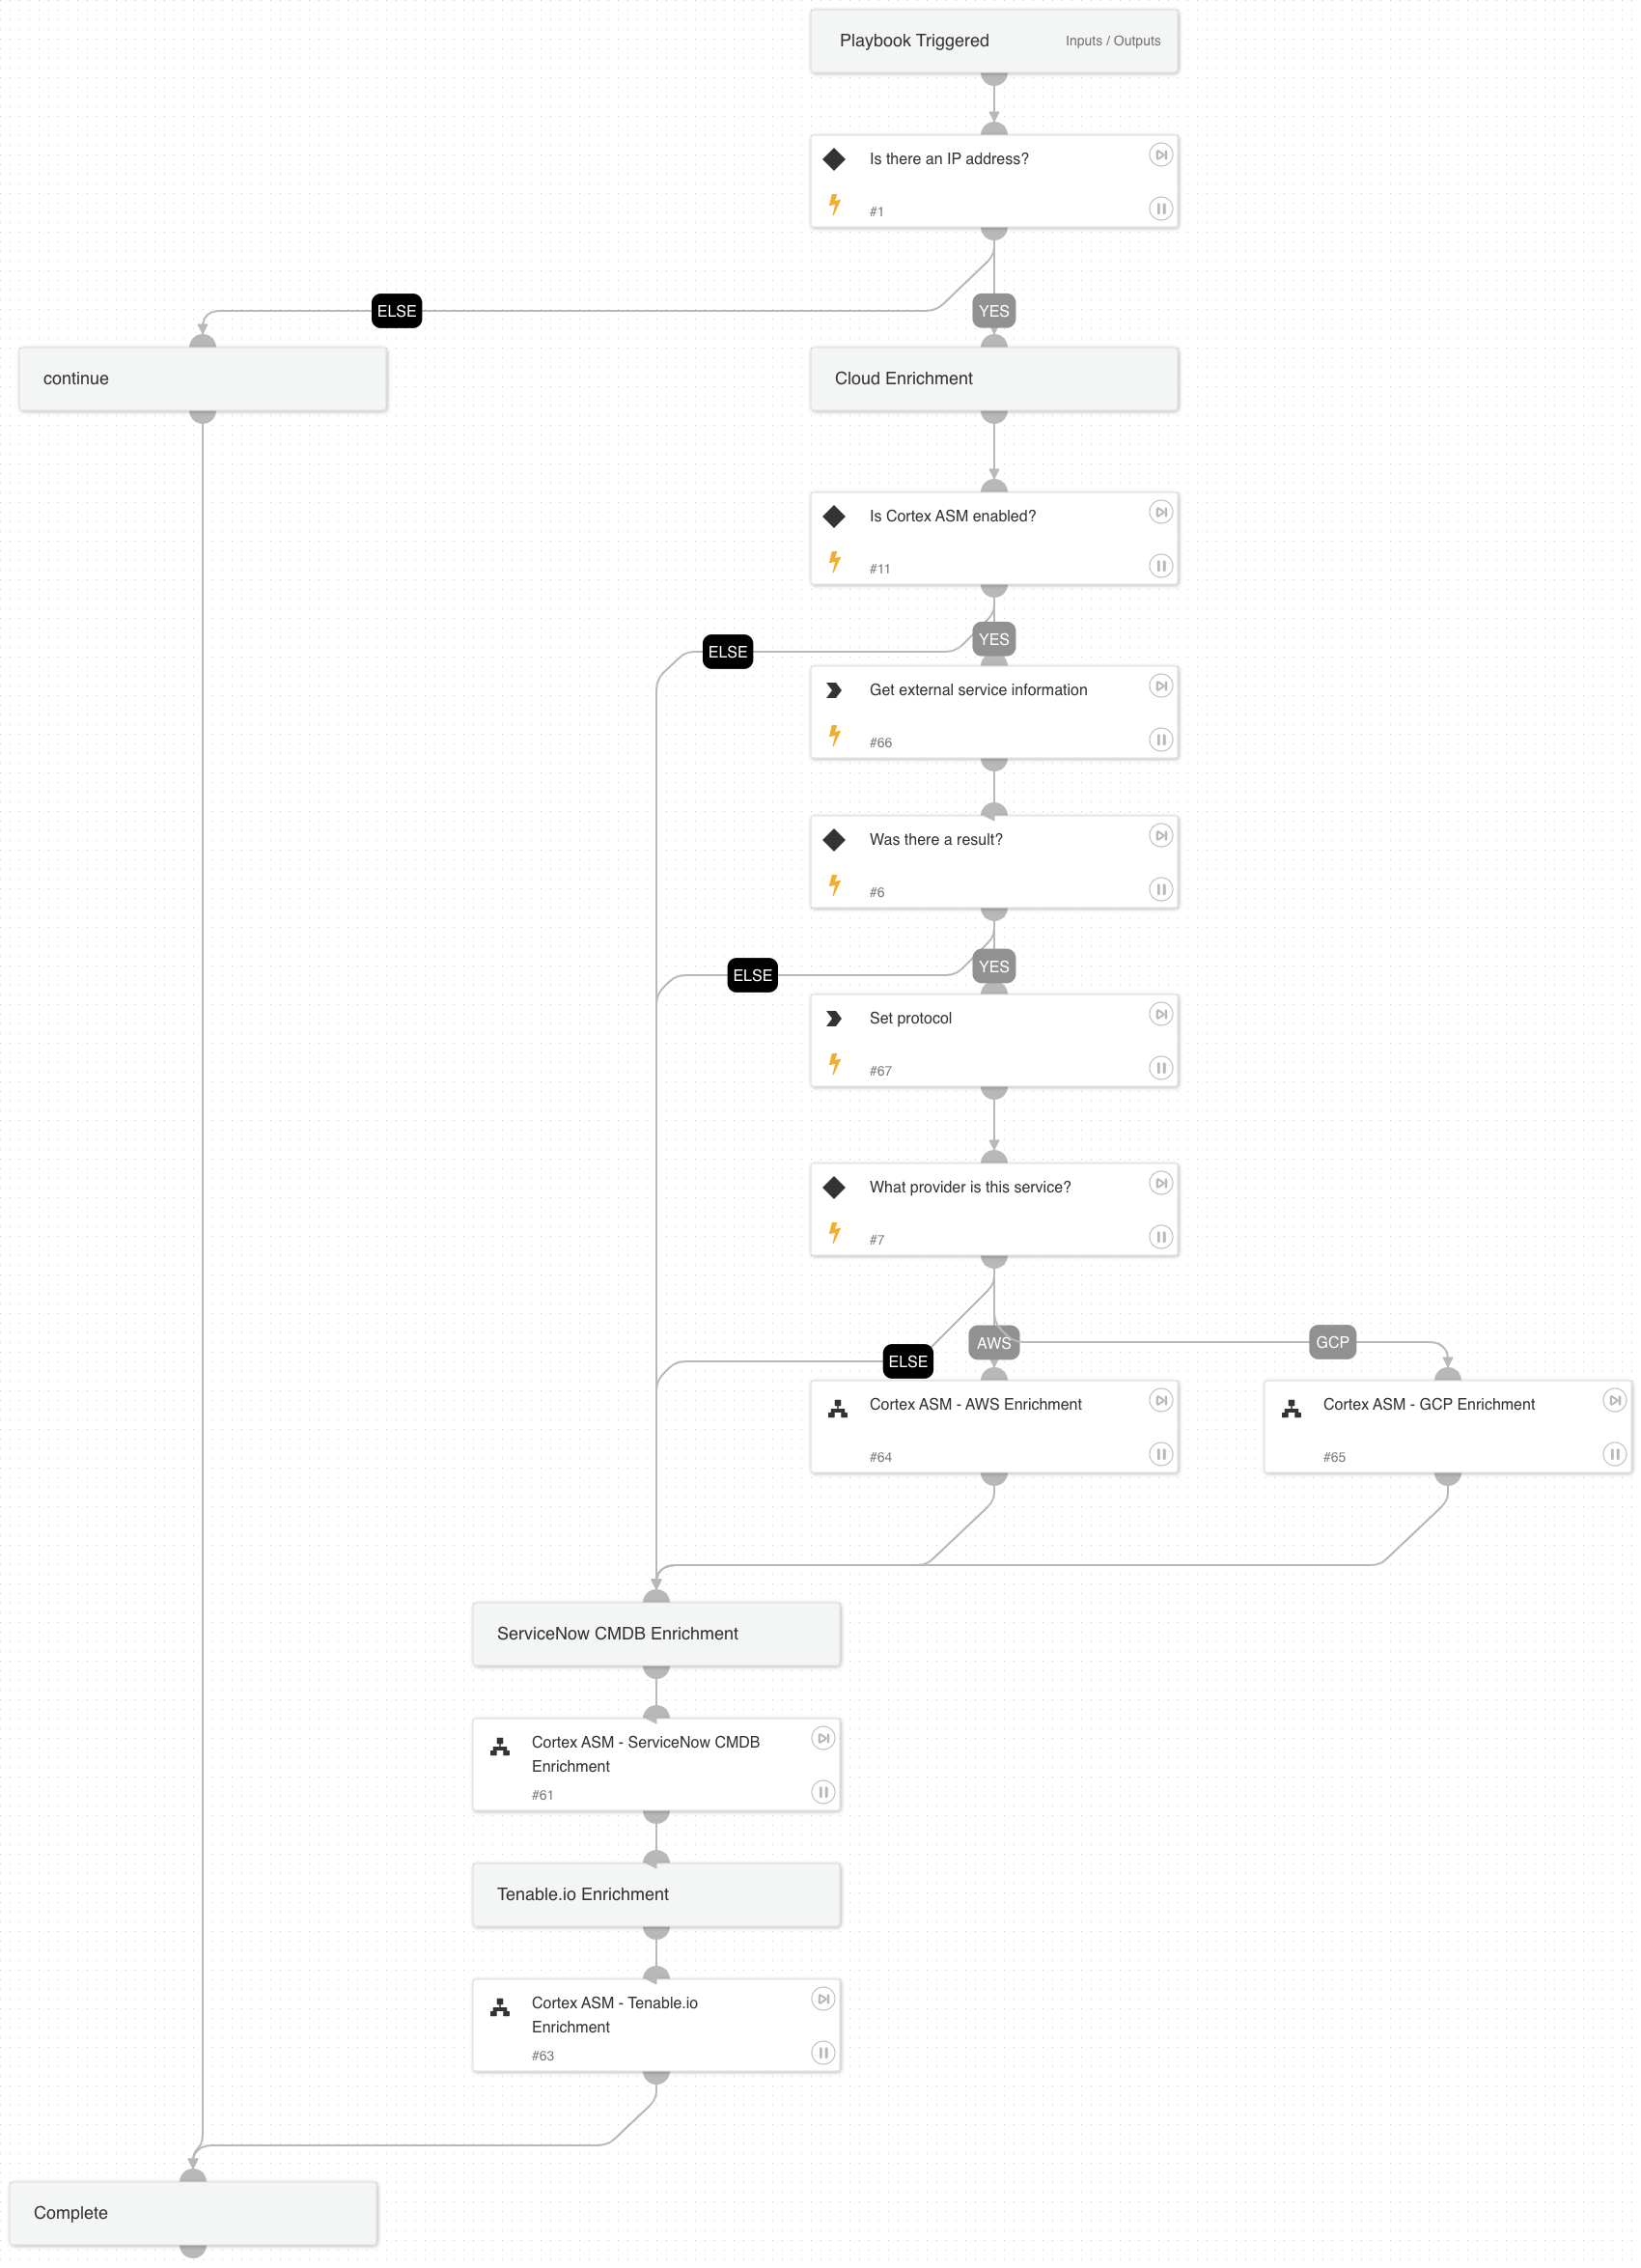 Playbook Triggered
Inputs / Outputs
Is there an IP address?
#1
ELSE
YES
continue
Cloud Enrichment
Is Cortex ASM enabled?
#11
YES
ELSE
Get external service information
#66
Was there a result?
#6
YES
ELSE
Set protocol
#67
What provider is this service?
#7
AWS
GCP
ELSE
Cortex ASM - AWS Enrichment
#64
Cortex ASM - GCP Enrichment
#65
ServiceNow CMDB Enrichment
Cortex ASM - ServiceNow CMDB
Enrichment
#61
Tenable.io Enrichment
Cortex ASM - Tenable.io
Enrichment
#63
Complete